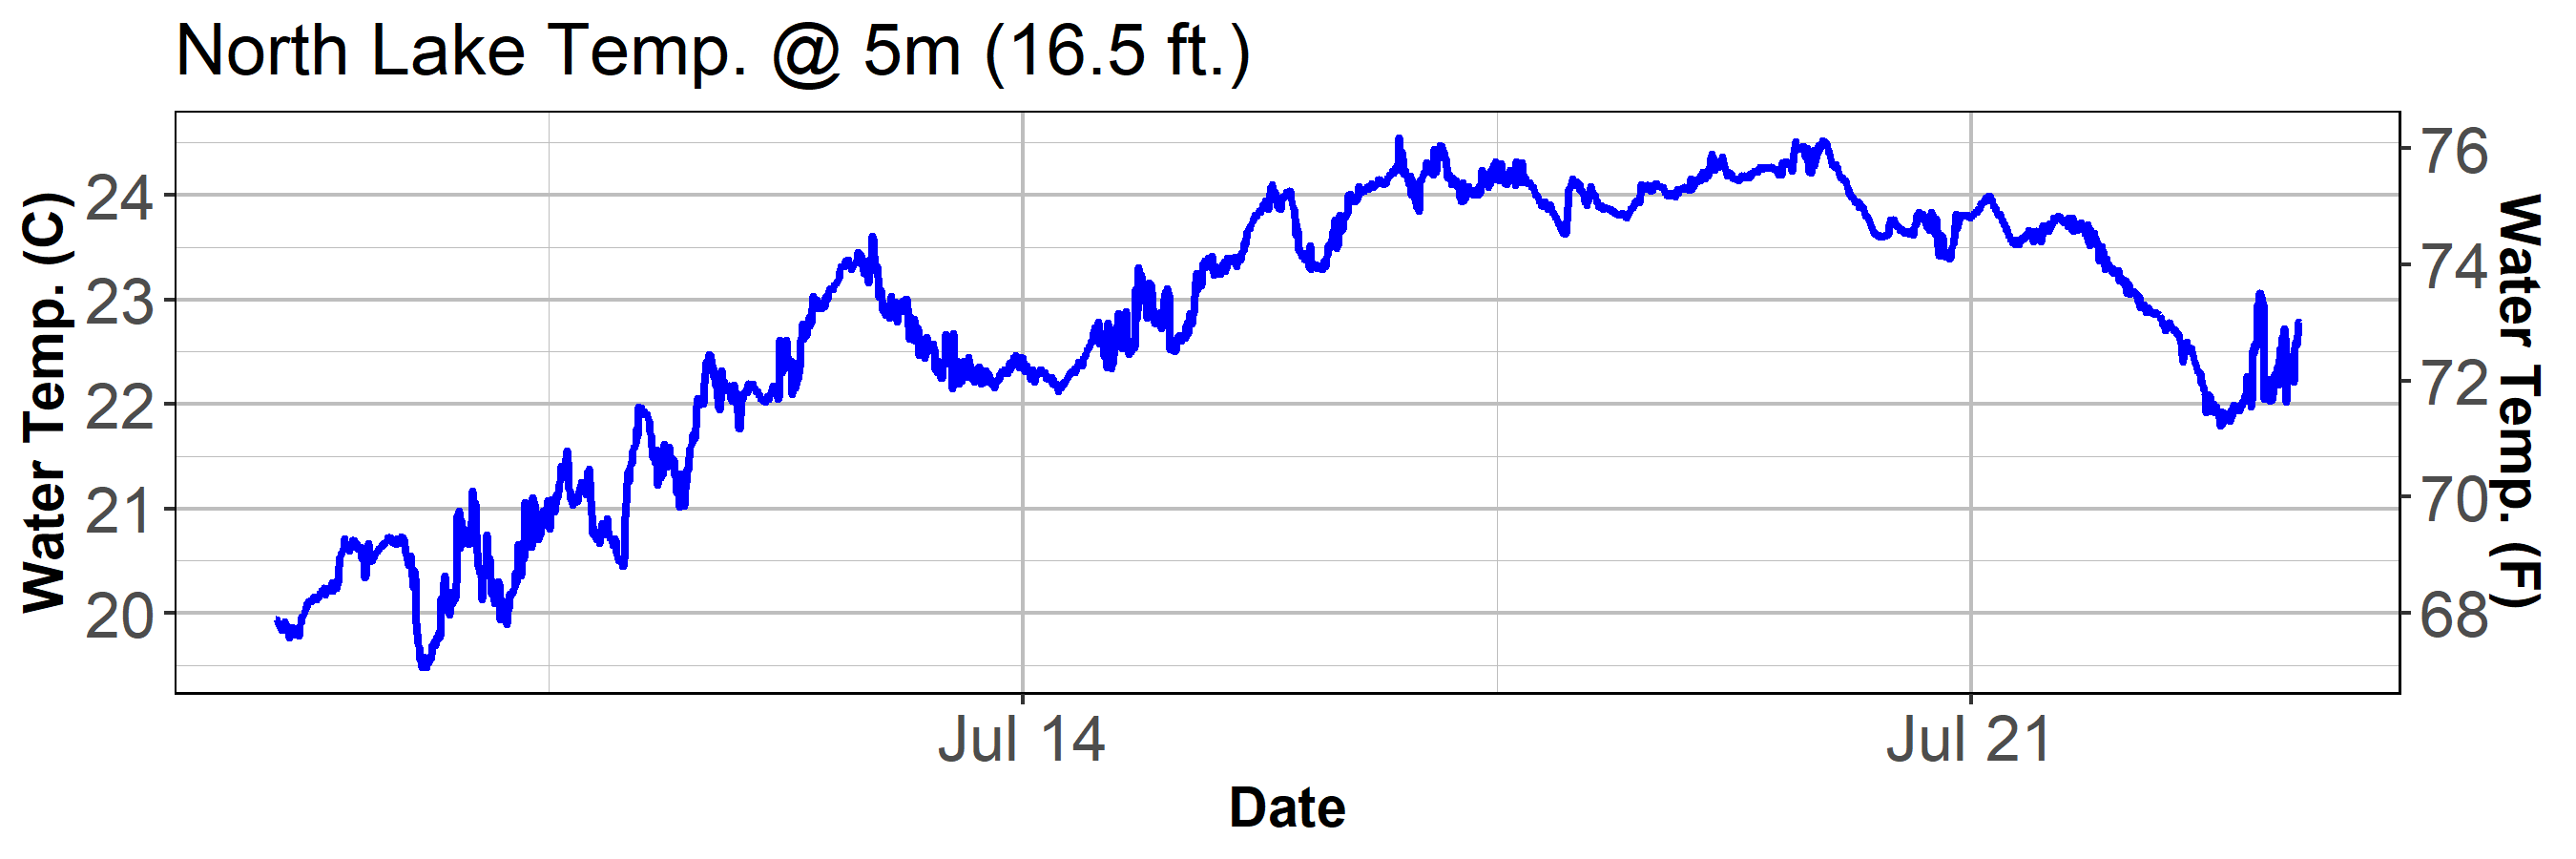 North Lake Temp. @ 5m (16.5 ft.)
Water Temp. (C)
24
23
22
21
20
76
74
72
70
68
Water Temp. (F)
Jul 14
Jul 21
Date